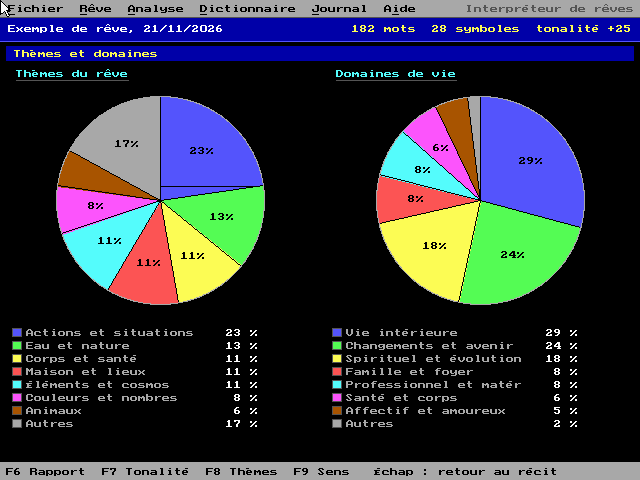 Fichier Rêve Analyse Dictionnaire Journal Aide Interpréteur de rêves
Exemple de rêve, 21/11/2026 182 mots 28 symboles tonalité +25
Thèmes et domaines
Thèmes du rêve Domaines de vie
17% 23% 13% 11% 11% 11% 8%
29% 24% 18% 8% 8% 6%
Actions et situations 23 % Vie intérieure 29 %
Eau et nature 13 % Changements et avenir 24 %
Corps et santé 11 % Spirituel et évolution 18 %
Maison et lieux 11 % Famille et foyer 8 %
Éléments et cosmos 11 % Professionnel et matér 8 %
Couleurs et nombres 8 % Santé et corps 6 %
Animaux 6 % Affectif et amoureux 5 %
Autres 17 % Autres 2 %
F6 Rapport F7 Tonalité F8 Thèmes F9 Sens Échap : retour au récit